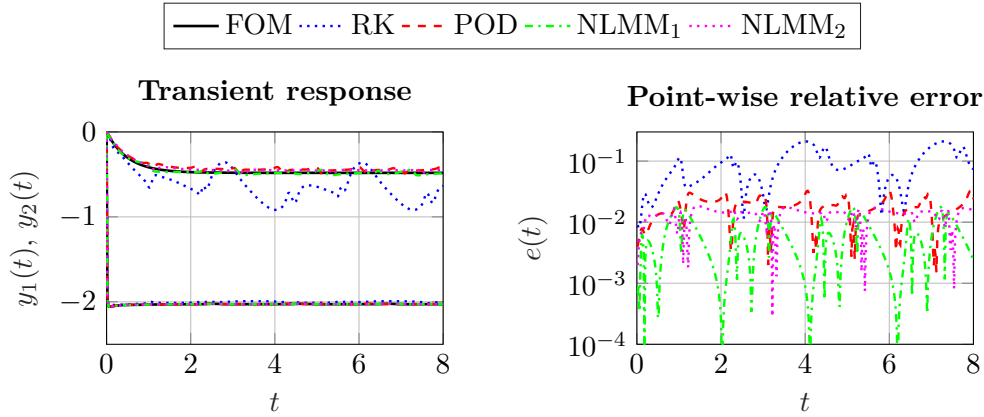 FOM RK POD NLMM₁ NLMM₂
Transient response
y₁(t), y₂(t)
0
−1
−2
0 2 4 6 8
t
Point-wise relative error
e(t)
10⁻¹
10⁻²
10⁻³
10⁻⁴
0 2 4 6 8
t